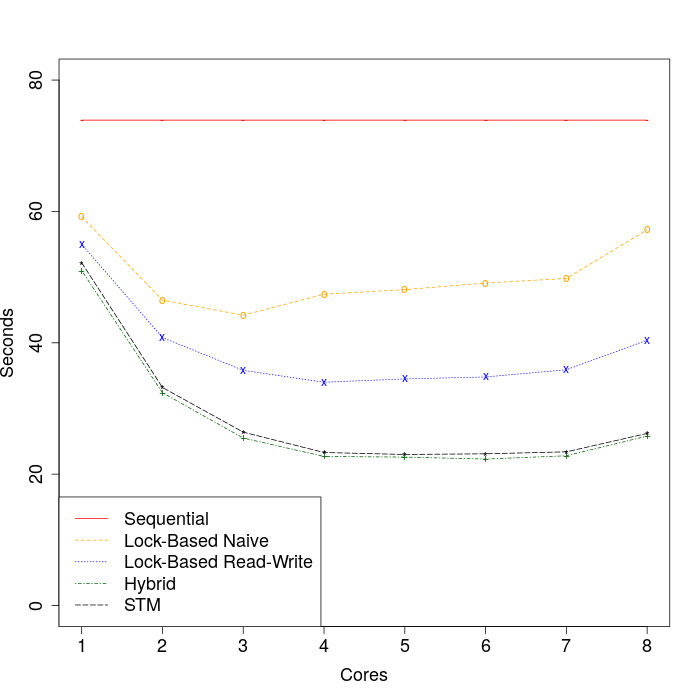 80
60
40
20
0
Seconds
Sequential
Lock-Based Naive
Lock-Based Read-Write
Hybrid
STM
1 2 3 4 5 6 7 8
Cores